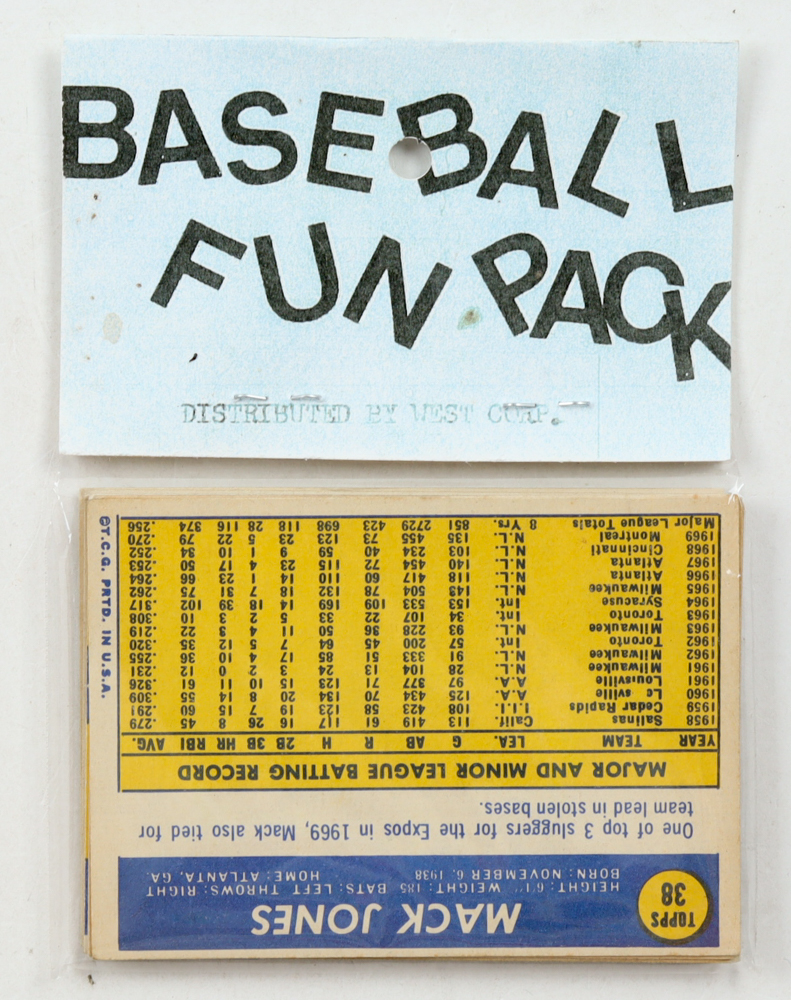 BASEBALL
FUN PACK
DISTRIBUTED BY WEST CORP.
TOPPS
38
MACK JONES
HEIGHT: 6'1" WEIGHT: 185 BATS: LEFT THROWS: RIGHT
BORN: NOVEMBER 6, 1938 HOME: ATLANTA, GA.
One of top 3 sluggers for the Expos in 1969, Mack also tied for
team lead in stolen bases.
MAJOR AND MINOR LEAGUE BATTING RECORD
YEAR TEAM LEA. G AB R H 2B 3B HR RBI AVG.
1958 Salinas Calif. 113 419 61 117 16 26 8 45 .279
1959 Cedar Rapids I.I.I. 108 423 58 123 19 7 15 60 .291
1960 A.A. 125 434 70 134 20 8 14 55 .309
1961 Louisville A.A. 97 377 71 123 15 10 11 61 .326
1961 Milwaukee N.L. 28 104 13 24 3 2 0 12 .231
1962 Milwaukee N.L. 91 333 51 85 17 4 10 36 .255
1962 Toronto Int. 57 200 45 64 7 5 12 35 .320
1963 Milwaukee N.L. 93 228 36 50 11 4 3 22 .219
1963 Toronto Int. 34 107 22 33 5 2 3 10 .308
1964 Syracuse Int. 153 533 109 169 14 18 39 102 .317
1965 Milwaukee N.L. 143 504 78 132 18 7 31 75 .262
1966 Atlanta N.L. 118 417 60 110 14 1 23 66 .264
1967 Atlanta N.L. 140 454 72 115 23 4 17 50 .253
1968 Cincinnati N.L. 103 234 40 59 9 1 10 34 .252
1969 Montreal N.L. 135 455 73 123 23 5 22 79 .270
Major League Totals 8 Yrs. 851 2729 423 698 118 28 116 374 .256
©T.C.G. PRTD. IN U.S.A.